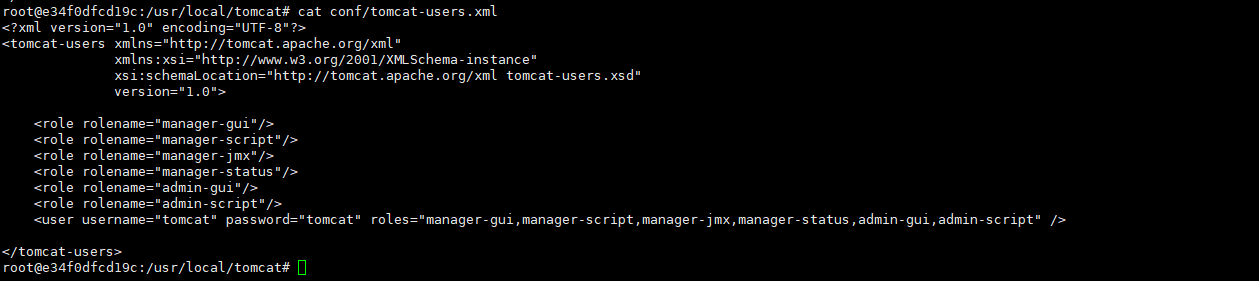 root@e34f0dfcd19c:/usr/local/tomcat# cat conf/tomcat-users.xml
<?xml version="1.0" encoding="UTF-8"?>
<tomcat-users xmlns="http://tomcat.apache.org/xml"
              xmlns:xsi="http://www.w3.org/2001/XMLSchema-instance"
              xsi:schemaLocation="http://tomcat.apache.org/xml tomcat-users.xsd"
              version="1.0">

    <role rolename="manager-gui"/>
    <role rolename="manager-script"/>
    <role rolename="manager-jmx"/>
    <role rolename="manager-status"/>
    <role rolename="admin-gui"/>
    <role rolename="admin-script"/>
    <user username="tomcat" password="tomcat" roles="manager-gui,manager-script,manager-jmx,manager-status,admin-gui,admin-script" />

</tomcat-users>
root@e34f0dfcd19c:/usr/local/tomcat#